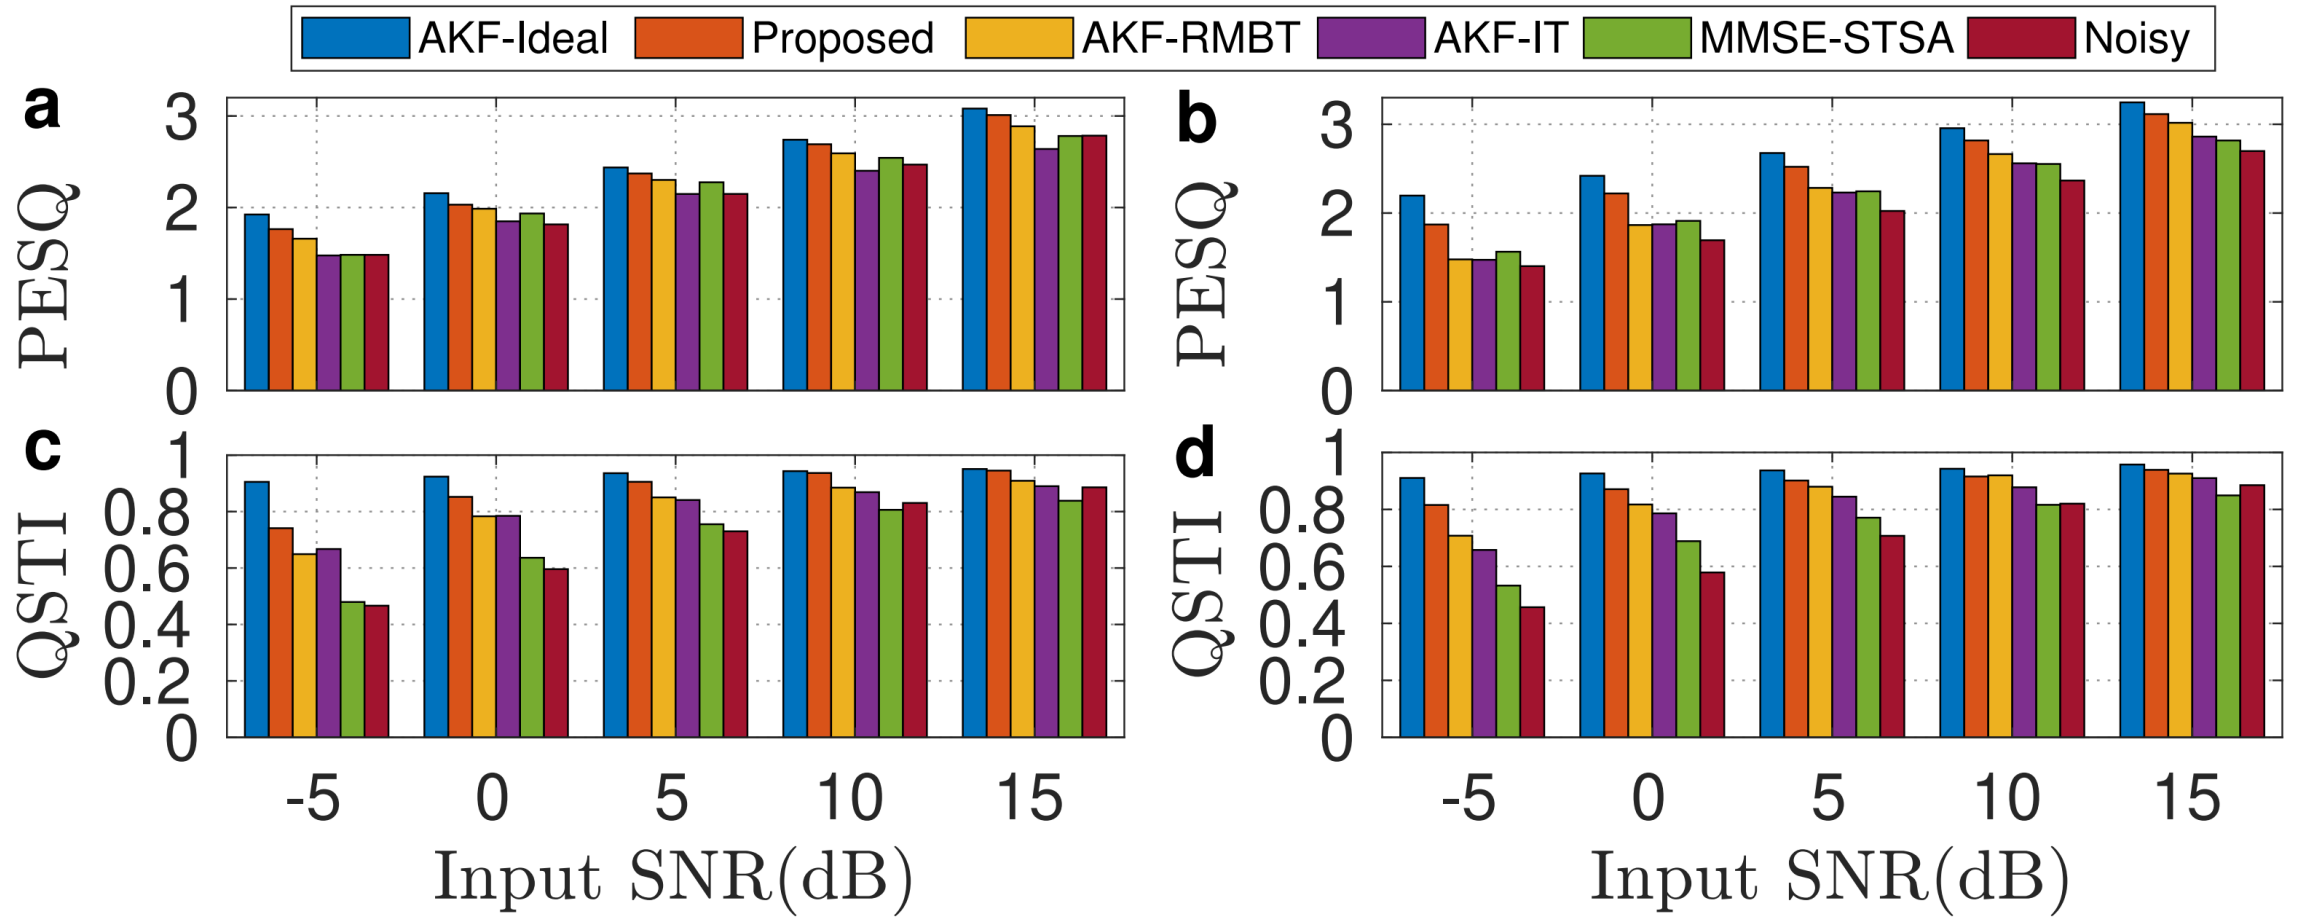 AKF-Ideal Proposed AKF-RMBT AKF-IT MMSE-STSA Noisy
a
PESQ
3
2
1
0
b
PESQ
3
2
1
0
c
QSTI
1
0.8
0.6
0.4
0.2
0
-5 0 5 10 15
Input SNR(dB)
d
QSTI
1
0.8
0.6
0.4
0.2
0
-5 0 5 10 15
Input SNR(dB)